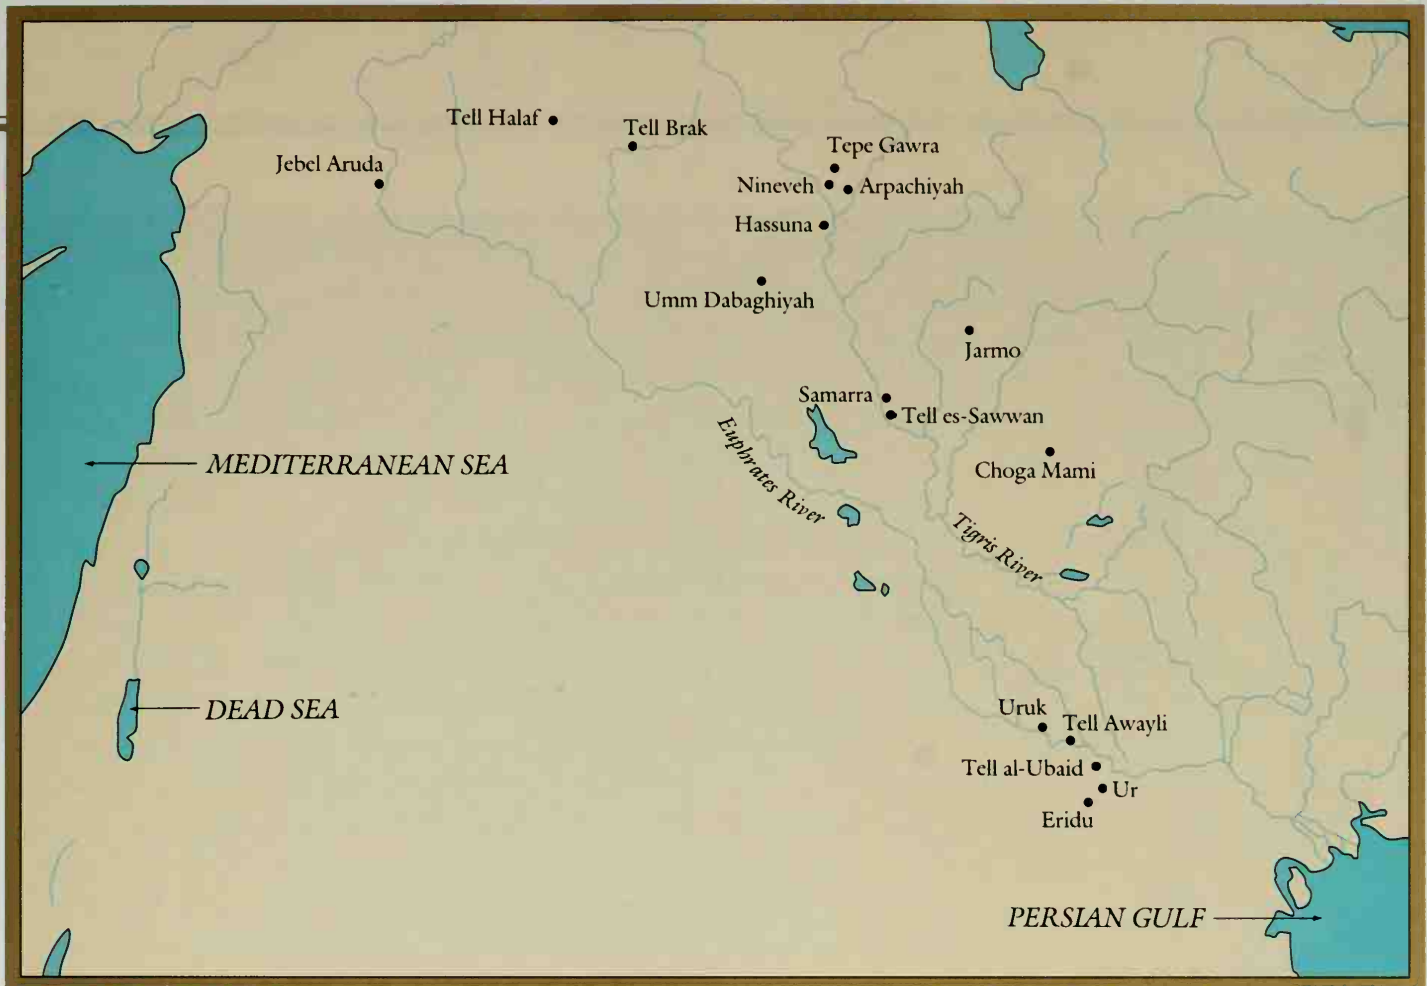 Tell Halaf
Tell Brak
Tepe Gawra
Jebel Aruda
Nineveh
Arpachiyah
Hassuna
Umm Dabaghiyah
Jarmo
Samarra
Tell es-Sawwan
Euphrates River
MEDITERRANEAN SEA
Choga Mami
Tigris River
DEAD SEA
Uruk
Tell Awayli
Tell al-Ubaid
Ur
Eridu
PERSIAN GULF